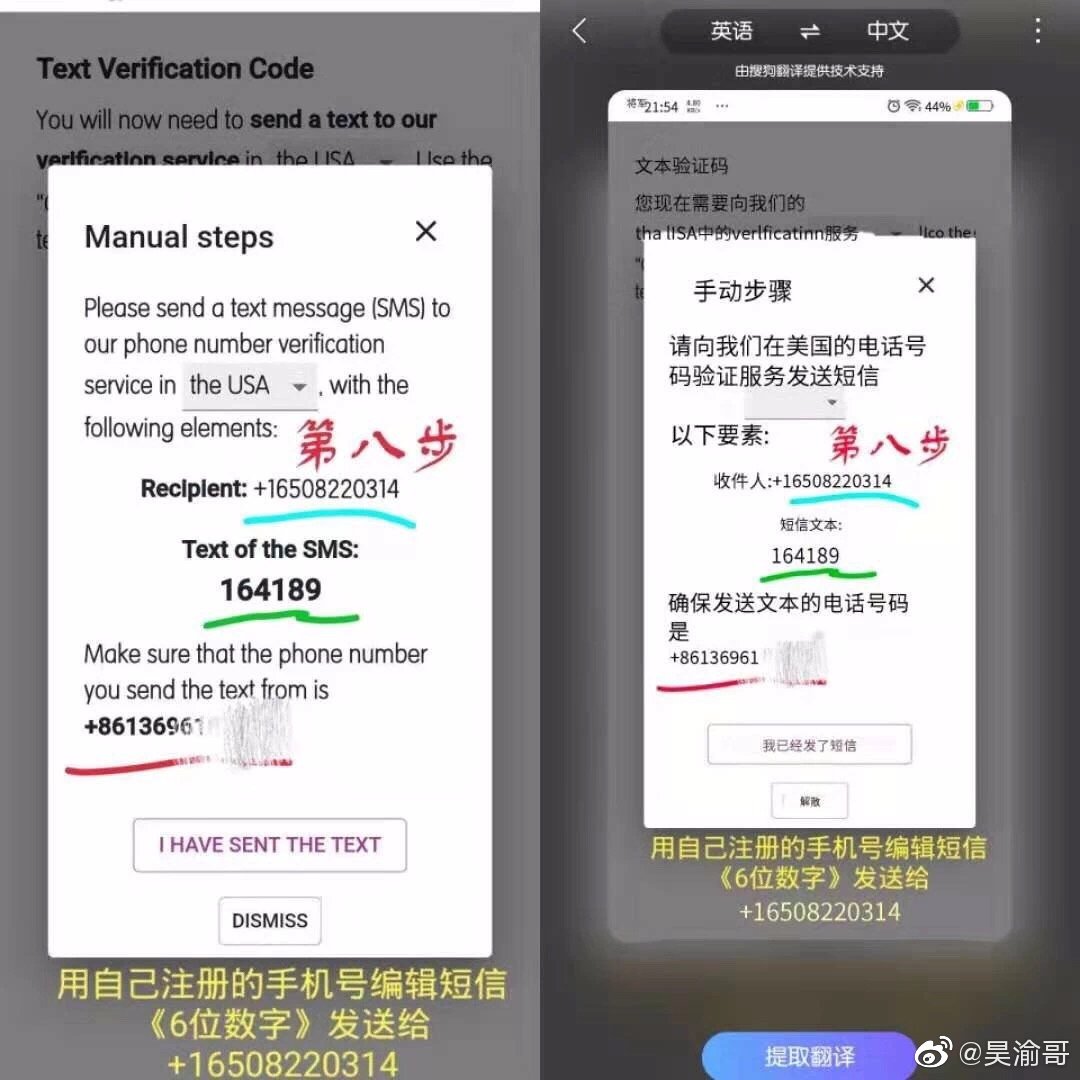 Text Verification Code
You will now need to send a text to our
verification service in the USA Use the
Manual steps
Please send a text message (SMS) to
our phone number verification
service in the USA , with the
following elements:
第八步
Recipient: +16508220314
Text of the SMS:
164189
Make sure that the phone number
you send the text from is
+86136961
I HAVE SENT THE TEXT
DISMISS
用自己注册的手机号编辑短信
《6位数字》发送给
+16508220314
英语 ⇌ 中文
由搜狗翻译提供技术支持
21:54 44%
文本验证码
您现在需要向我们的
tha lISA中的verlficatinn服务 lco the
手动步骤
请向我们在美国的电话号
码验证服务发送短信
以下要素:
第八步
收件人:+16508220314
短信文本:
164189
确保发送文本的电话号码
是
+86136961
我已经发了短信
解散
用自己注册的手机号编辑短信
《6位数字》发送给
+16508220314
提取翻译
@昊渝哥